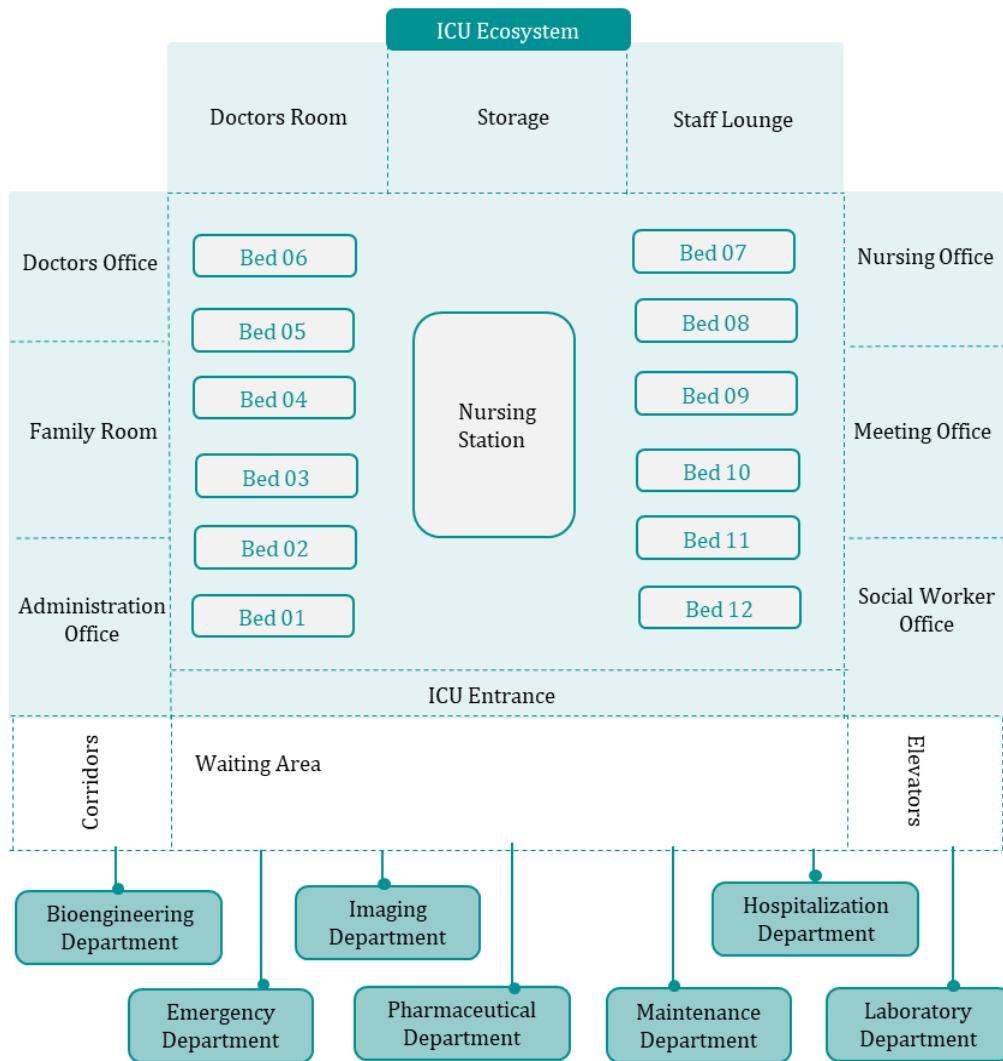 ICU Ecosystem
Doctors Room
Storage
Staff Lounge
Doctors Office
Bed 06
Bed 07
Nursing Office
Bed 05
Bed 08
Family Room
Bed 04
Nursing
Station
Bed 09
Meeting Office
Bed 03
Bed 10
Bed 02
Bed 11
Administration
Office
Bed 01
Bed 12
Social Worker
Office
ICU Entrance
Corridors
Waiting Area
Elevators
Bioengineering
Department
Imaging
Department
Hospitalization
Department
Emergency
Department
Pharmaceutical
Department
Maintenance
Department
Laboratory
Department